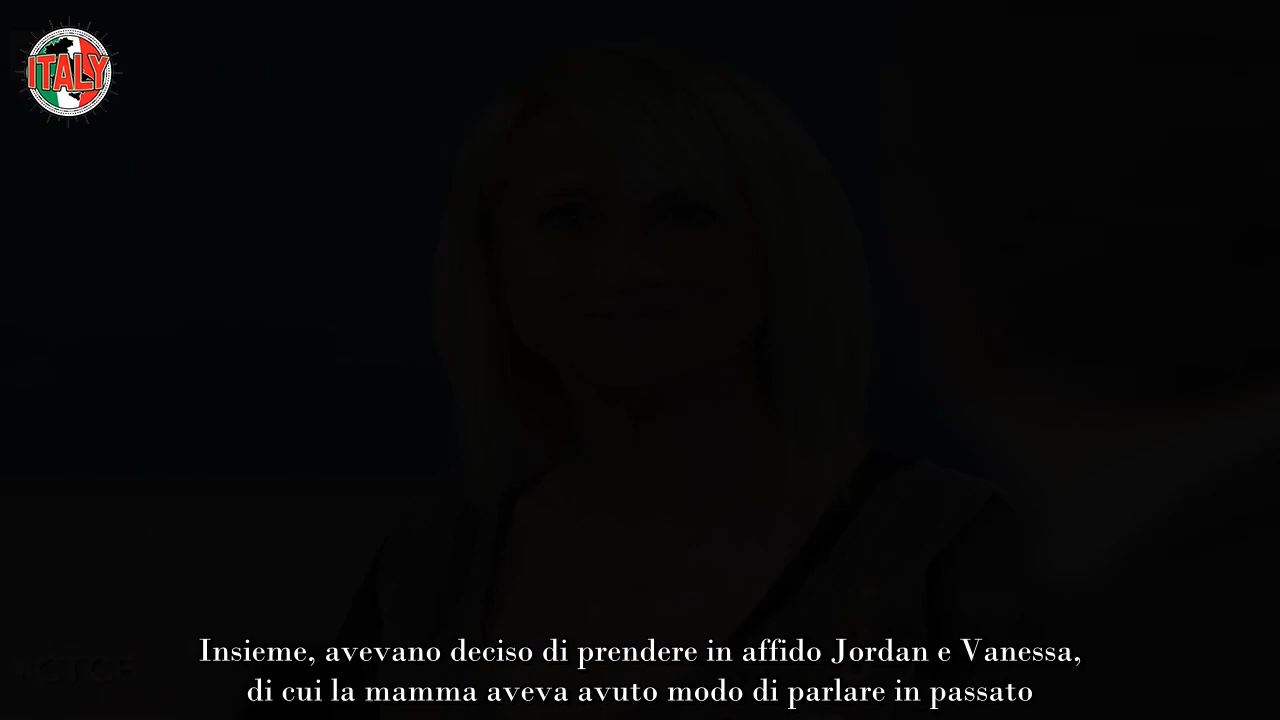 ITALY
Insieme, avevano deciso di prendere in affido Jordan e Vanessa,
di cui la mamma aveva avuto modo di parlare in passato